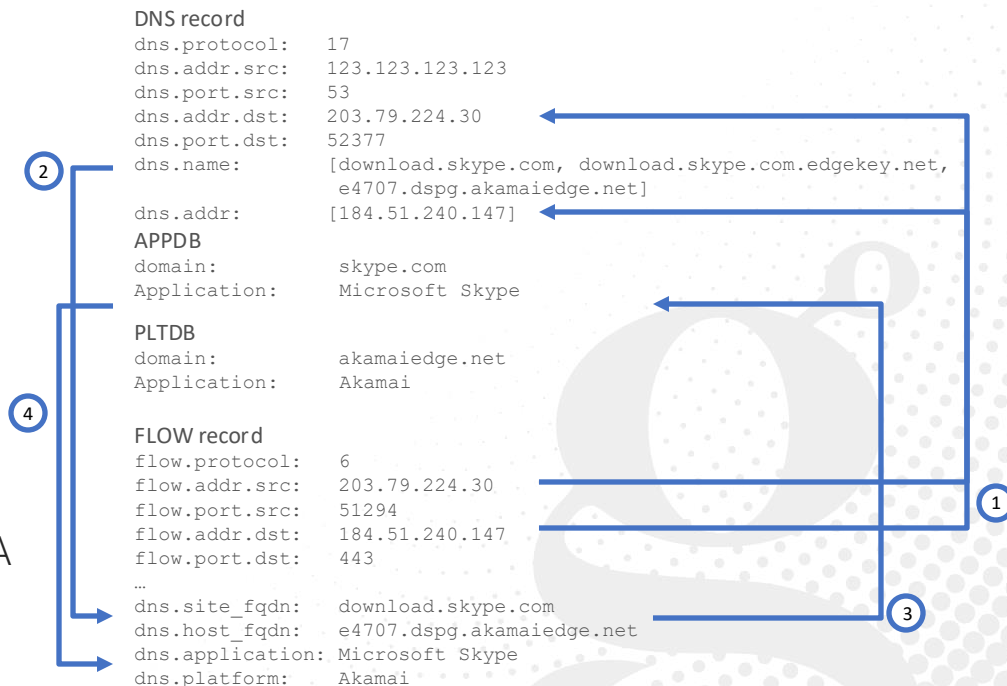 DNS record
dns.protocol: 17
dns.addr.src: 123.123.123.123
dns.port.src: 53
dns.addr.dst: 203.79.224.30
dns.port.dst: 52377
2
dns.name: [download.skype.com, download.skype.com.edgekey.net,
e4707.dspg.akamaiedge.net]
dns.addr: [184.51.240.147]
APPDB
domain: skype.com
Application: Microsoft Skype
PLTDB
domain: akamaiedge.net
Application: Akamai
4
FLOW record
flow.protocol: 6
flow.addr.src: 203.79.224.30
flow.port.src: 51294
1
flow.addr.dst: 184.51.240.147
flow.port.dst: 443
A
…
dns.site_fqdn: download.skype.com
3
dns.host_fqdn: e4707.dspg.akamaiedge.net
dns.application: Microsoft Skype
dns.platform: Akamai